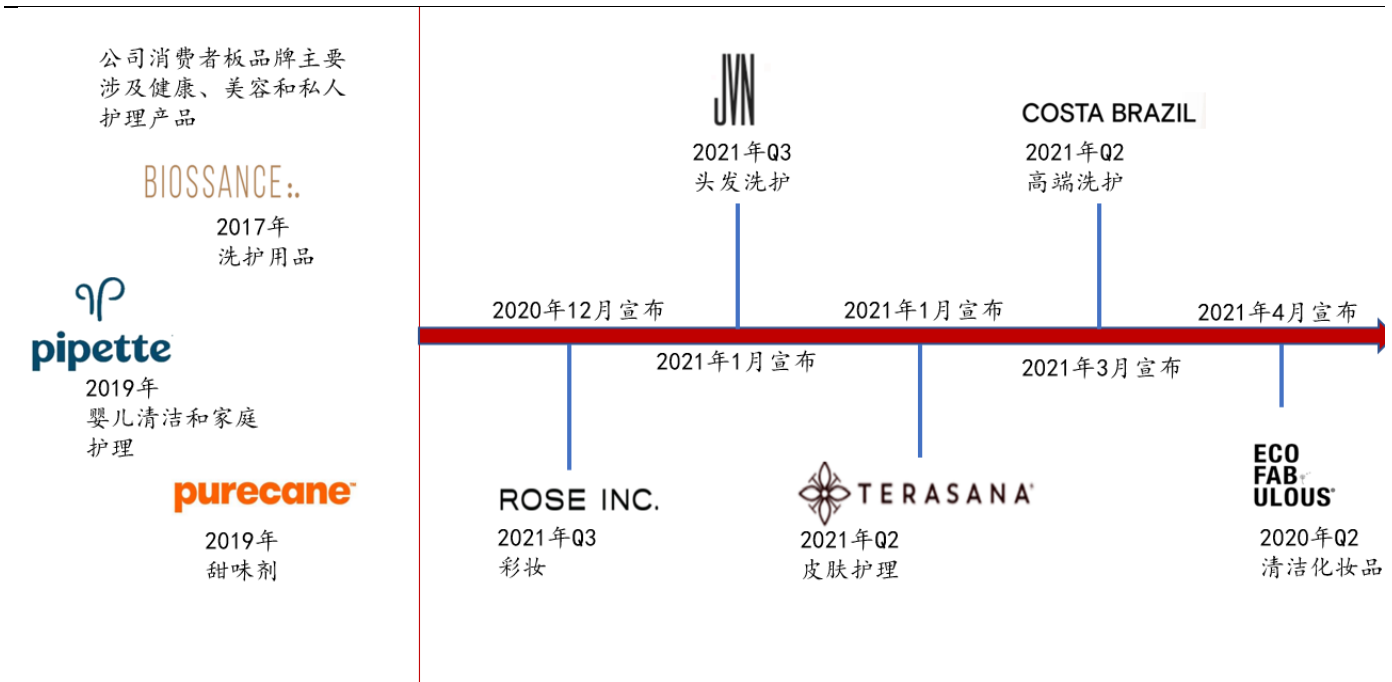 公司消费者板品牌主要
涉及健康、美容和私人
护理产品
BIOSSANCE:.
2017年
洗护用品
pipette
2019年
婴儿清洁和家庭
护理
purecane™
2019年
甜味剂
JVN
2021年Q3
头发洗护
COSTA BRAZIL
2021年Q2
高端洗护
2020年12月宣布
2021年1月宣布
2021年4月宣布
2021年1月宣布
2021年3月宣布
ROSE INC.
2021年Q3
彩妆
TERASANA®
2021年Q2
皮肤护理
ECO
FAB
ULOUS®
2020年Q2
清洁化妆品